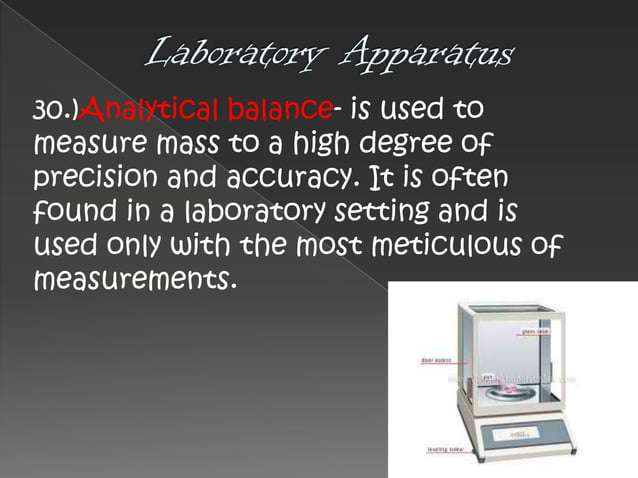 Laboratory Apparatus
30.)Analytical balance- is used to
measure mass to a high degree of
precision and accuracy. It is often
found in a laboratory setting and is
used only with the most meticulous of
measurements.
glass case
door access
pan
leveling screw